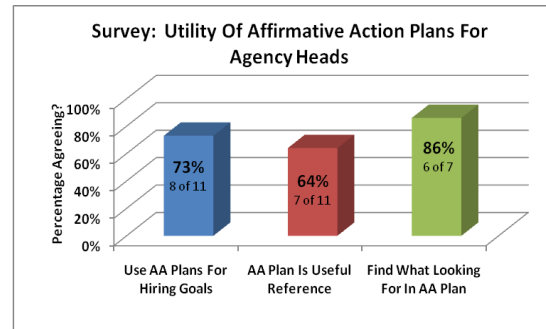 Survey: Utility Of Affirmative Action Plans For
Agency Heads
Percentage Agreeing?
100%
80%
60%
40%
20%
0%
73%
8 of 11
64%
7 of 11
86%
6 of 7
Use AA Plans For
Hiring Goals
AA Plan Is Useful
Reference
Find What Looking
For In AA Plan